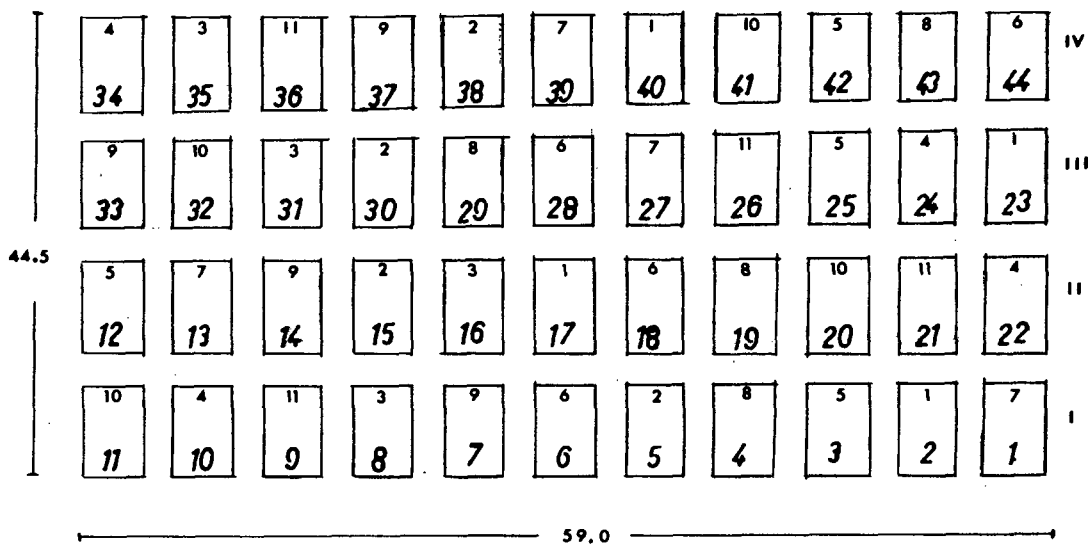 4 3 11 9 2 7 1 10 5 8 6 IV
34 35 36 37 38 39 40 41 42 43 44
9 10 3 2 8 6 7 11 5 4 1 III
33 32 31 30 29 28 27 26 25 24 23
44.5
5 7 9 2 3 1 6 8 10 11 4 II
12 13 14 15 16 17 18 19 20 21 22
10 4 11 3 9 6 2 8 5 1 7 I
11 10 9 8 7 6 5 4 3 2 1
59.0